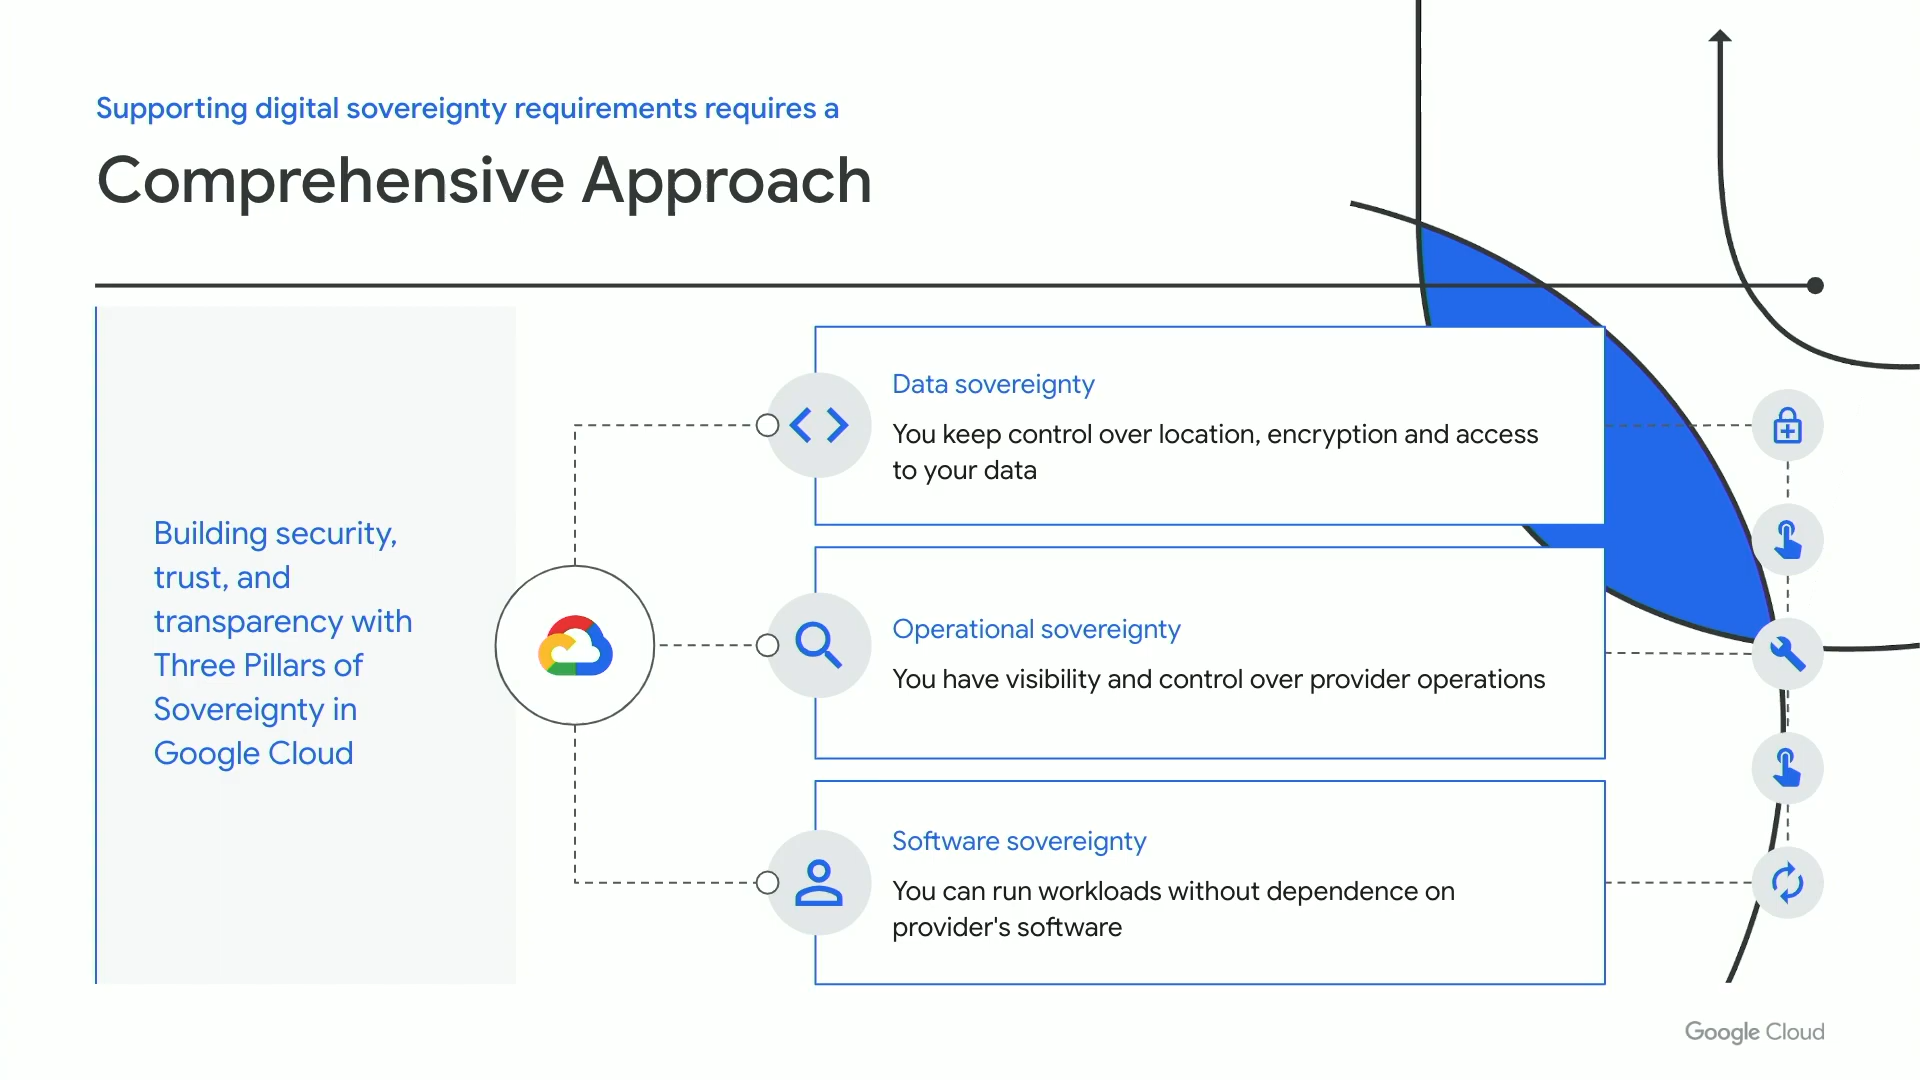 Supporting digital sovereignty requirements requires a
Comprehensive Approach
Building security,
trust, and
transparency with
Three Pillars of
Sovereignty in
Google Cloud
Data sovereignty
You keep control over location, encryption and access
to your data
Operational sovereignty
You have visibility and control over provider operations
Software sovereignty
You can run workloads without dependence on
provider's software
Google Cloud